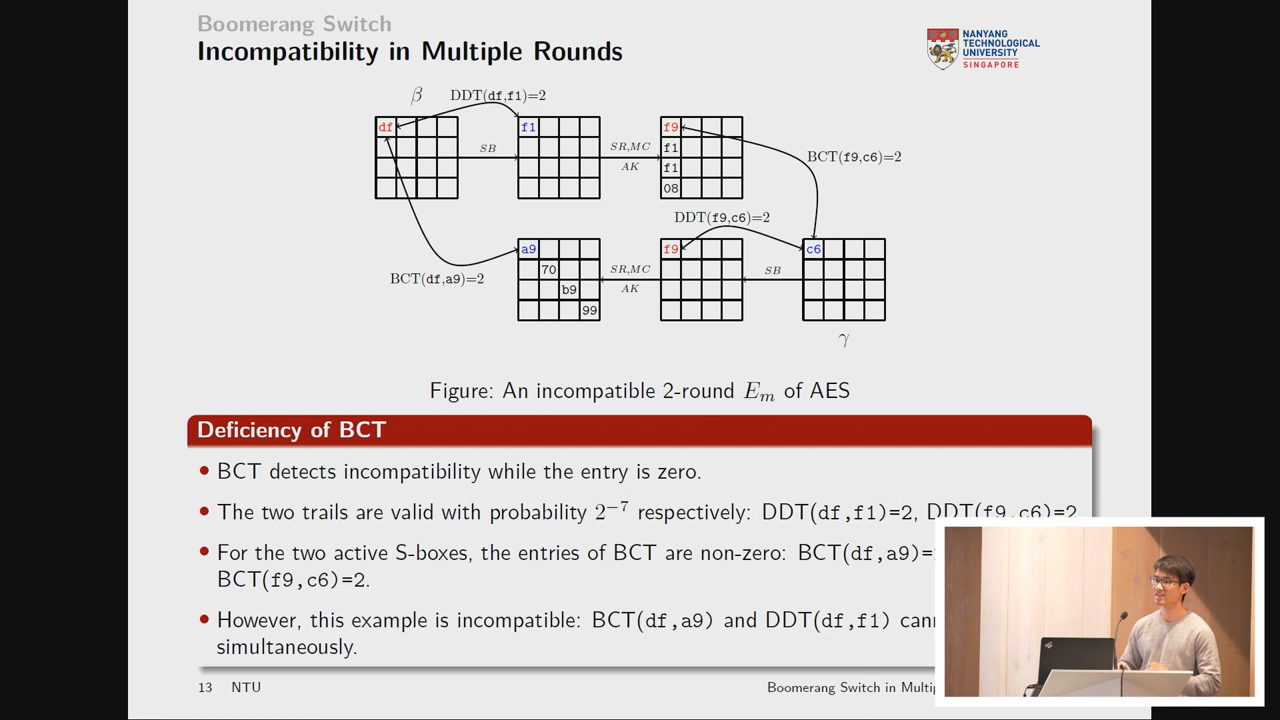 Boomerang Switch
Incompatibility in Multiple Rounds
NANYANG
TECHNOLOGICAL
UNIVERSITY
SINGAPORE
β
DDT(df,f1)=2
df
f1
f9
SB
SR,MC
AK
f1
f1
08
BCT(f9,c6)=2
DDT(f9,c6)=2
a9
f9
c6
BCT(df,a9)=2
70
SR,MC
AK
SB
b9
99
γ
Figure: An incompatible 2-round Eₘ of AES
Deficiency of BCT
• BCT detects incompatibility while the entry is zero.
• The two trails are valid with probability 2⁻⁷ respectively: DDT(df,f1)=2, DDT(f9,c6)=2
• For the two active S-boxes, the entries of BCT are non-zero: BCT(df,a9)=
BCT(f9,c6)=2.
• However, this example is incompatible: BCT(df,a9) and DDT(df,f1)
simultaneously.
13 NTU
Boomerang Switch in